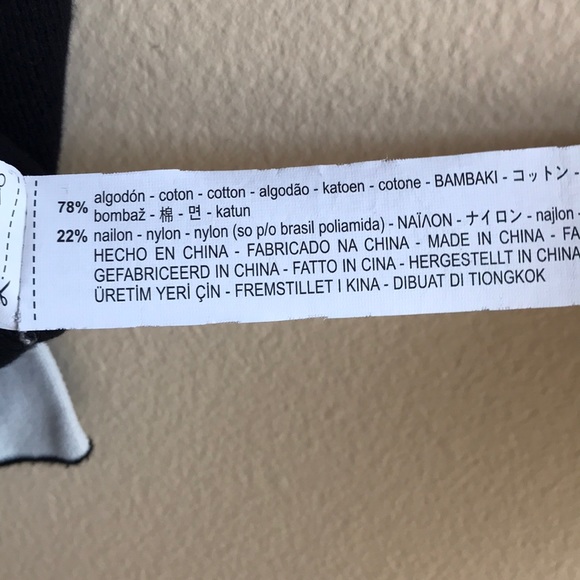 78% algodón - coton - cotton - algodão - katoen - cotone - BAMBAKI - コットン -
bombaž - 棉 - 면 - katun
22% nailon - nylon - nylon (so p/o brasil poliamida) - ΝΑΪΛΟΝ - ナイロン - najlon -
HECHO EN CHINA - FABRICADO NA CHINA - MADE IN CHINA - FA
GEFABRICEERD IN CHINA - FATTO IN CINA - HERGESTELLT IN CHINA
ÜRETİM YERİ ÇİN - FREMSTILLET I KINA - DIBUAT DI TIONGKOK